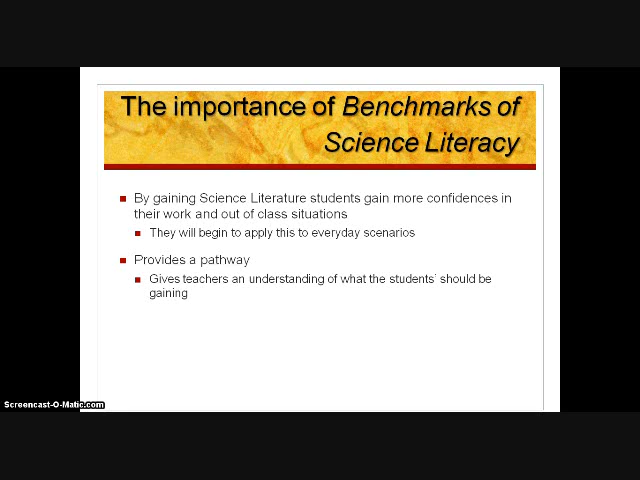 The importance of Benchmarks of
Science Literacy
By gaining Science Literature students gain more confidences in
their work and out of class situations
They will begin to apply this to everyday scenarios
Provides a pathway
Gives teachers an understanding of what the students' should be
gaining
Screencast-O-Matic.com